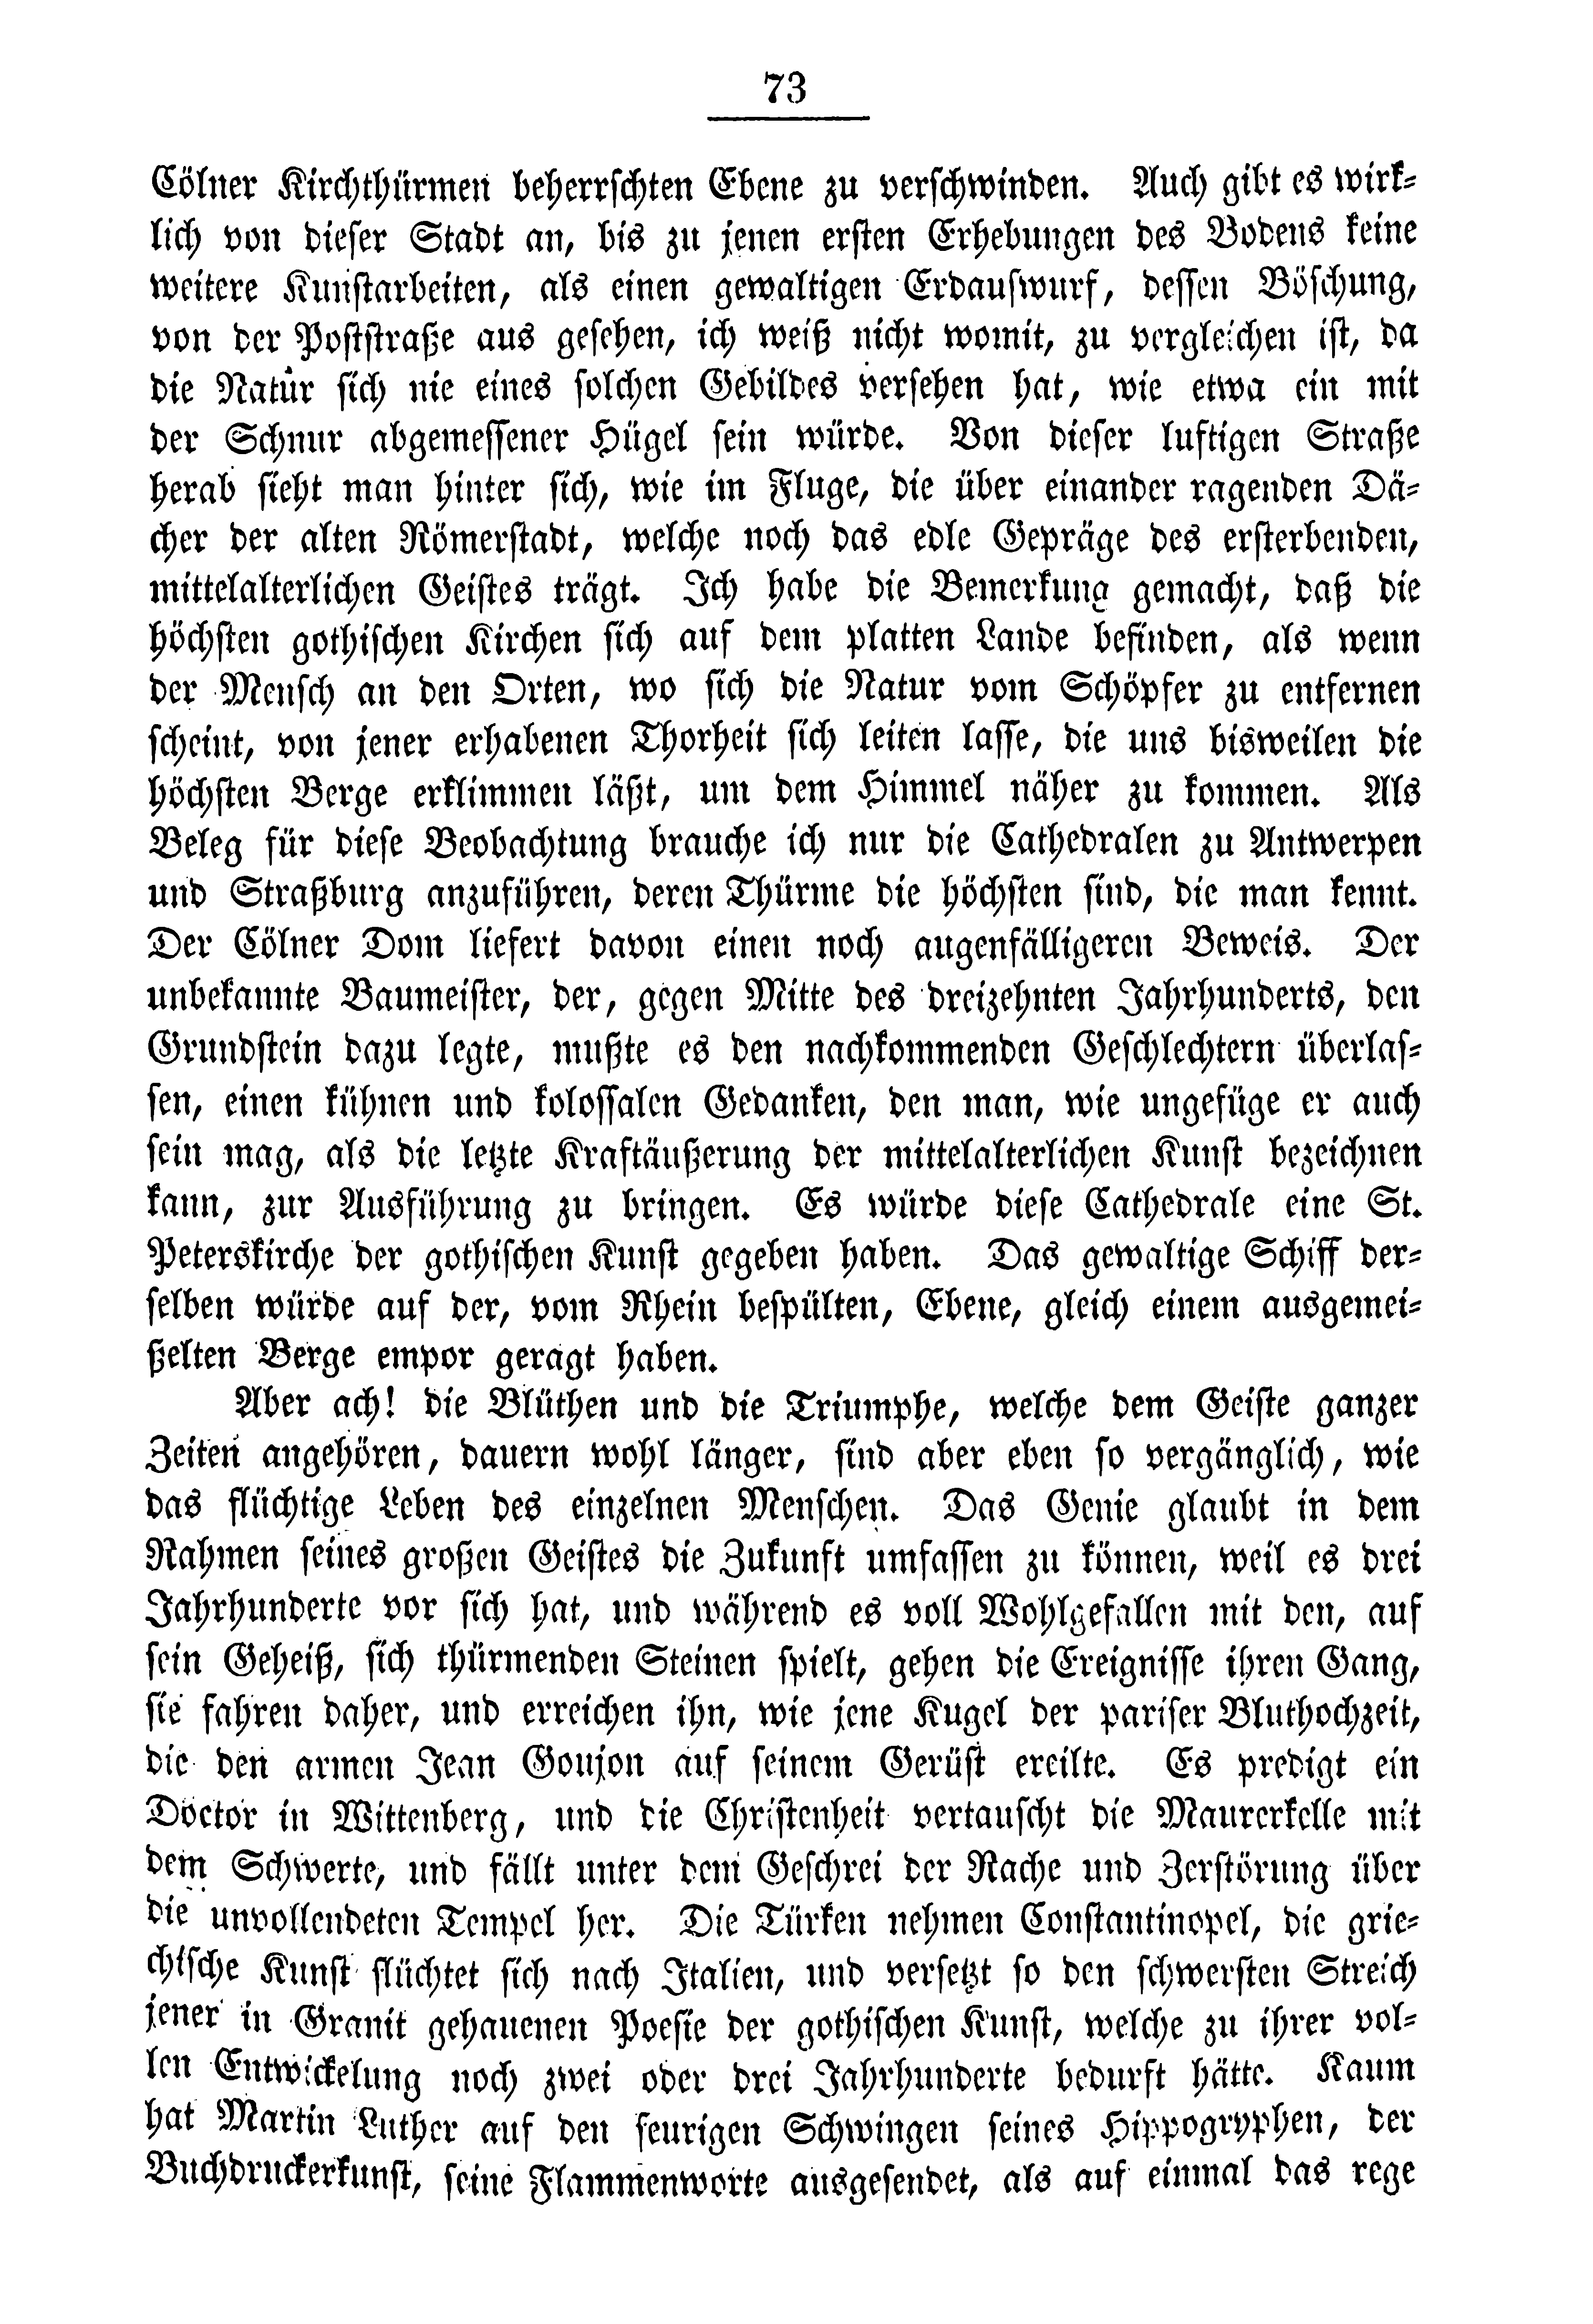 73
Cölner Kirchthürmen beherrschten Ebene zu verschwinden. Auch gibt es wirk-
lich von dieser Stadt an, bis zu jenen ersten Erhebungen des Bodens keine
weitere Kunstarbeiten, als einen gewaltigen Erdauswurf, dessen Böschung,
von der Poststraße aus gesehen, ich weiß nicht womit, zu vergleichen ist, da
die Natur sich nie eines solchen Gebildes versehen hat, wie etwa ein mit
der Schnur abgemessener Hügel sein würde. Von dieser luftigen Straße
herab sieht man hinter sich, wie im Fluge, die über einander ragenden Dä-
cher der alten Römerstadt, welche noch das edle Gepräge des ersterbenden,
mittelalterlichen Geistes trägt. Ich habe die Bemerkung gemacht, daß die
höchsten gothischen Kirchen sich auf dem platten Lande befinden, als wenn
der Mensch an den Orten, wo sich die Natur vom Schöpfer zu entfernen
scheint, von jener erhabenen Thorheit sich leiten lasse, die uns bisweilen die
höchsten Berge erklimmen läßt, um dem Himmel näher zu kommen. Als
Beleg für diese Beobachtung brauche ich nur die Cathedralen zu Antwerpen
und Straßburg anzuführen, deren Thürme die höchsten sind, die man kennt.
Der Cölner Dom liefert davon einen noch augenfälligeren Beweis. Der
unbekannte Baumeister, der, gegen Mitte des dreizehnten Jahrhunderts, den
Grundstein dazu legte, mußte es den nachkommenden Geschlechtern überlas-
sen, einen kühnen und kolossalen Gedanken, den man, wie ungefüge er auch
sein mag, als die letzte Kraftäußerung der mittelalterlichen Kunst bezeichnen
kann, zur Ausführung zu bringen. Es würde diese Cathedrale eine St.
Peterskirche der gothischen Kunst gegeben haben. Das gewaltige Schiff der-
selben würde auf der, vom Rhein bespülten, Ebene, gleich einem ausgemei-
ßelten Berge empor geragt haben.
Aber ach! die Blüthen und die Triumphe, welche dem Geiste ganzer
Zeiten angehören, dauern wohl länger, sind aber eben so vergänglich, wie
das flüchtige Leben des einzelnen Menschen. Das Genie glaubt in dem
Rahmen seines großen Geistes die Zukunft umfassen zu können, weil es drei
Jahrhunderte vor sich hat, und während es voll Wohlgefallen mit den, auf
sein Geheiß, sich thürmenden Steinen spielt, gehen die Ereignisse ihren Gang,
sie fahren daher, und erreichen ihn, wie jene Kugel der pariser Bluthochzeit,
die den armen Jean Goujon auf seinem Gerüst ereilte. Es predigt ein
Doctor in Wittenberg, und die Christenheit vertauscht die Maurerkelle mit
dem Schwerte, und fällt unter dem Geschrei der Rache und Zerstörung über
die unvollendeten Tempel her. Die Türken nehmen Constantinopel, die grie-
chische Kunst flüchtet sich nach Italien, und versetzt so den schwersten Streich
jener in Granit gehauenen Poesie der gothischen Kunst, welche zu ihrer vol-
len Entwickelung noch zwei oder drei Jahrhunderte bedurft hätte. Kaum
hat Martin Luther auf den feurigen Schwingen seines Hippogryphen, der
Buchdruckerkunst, seine Flammenworte ausgesendet, als auf einmal das rege